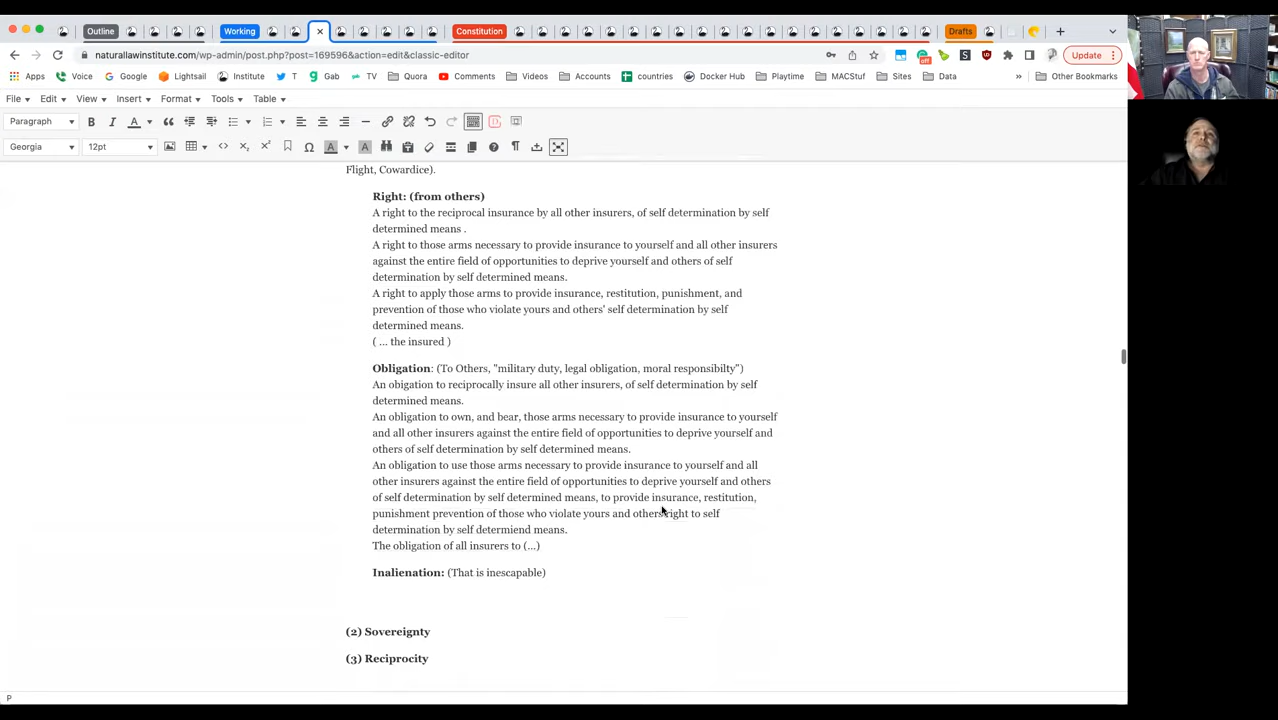 Outline
Working
Constitution
Drafts
naturallawinstitute.com/wp-admin/post.php?post=169596&action=edit&classic-editor
Update
Apps Voice Google Lightsail Institute T Gab TV Quora Comments Videos Accounts countries Docker Hub Playtime MACStuf Sites Data » Other Bookmarks
File Edit View Insert Format Tools Table
Paragraph B I A
Georgia 12pt
Flight, Cowardice).
Right: (from others)
A right to the reciprocal insurance by all other insurers, of self determination by self
determined means .
A right to those arms necessary to provide insurance to yourself and all other insurers
against the entire field of opportunities to deprive yourself and others of self
determination by self determined means.
A right to apply those arms to provide insurance, restitution, punishment, and
prevention of those who violate yours and others' self determination by self
determined means.
( ... the insured )
Obligation: (To Others, "military duty, legal obligation, moral responsibilty")
An obigation to reciprocally insure all other insurers, of self determination by self
determined means.
An obligation to own, and bear, those arms necessary to provide insurance to yourself
and all other insurers against the entire field of opportunities to deprive yourself and
others of self determination by self determined means.
An obligation to use those arms necessary to provide insurance to yourself and all
other insurers against the entire field of opportunities to deprive yourself and others
of self determination by self determined means, to provide insurance, restitution,
punishment prevention of those who violate yours and others right to self
determination by self determiend means.
The obligation of all insurers to (...)
Inalienation: (That is inescapable)
(2) Sovereignty
(3) Reciprocity
P